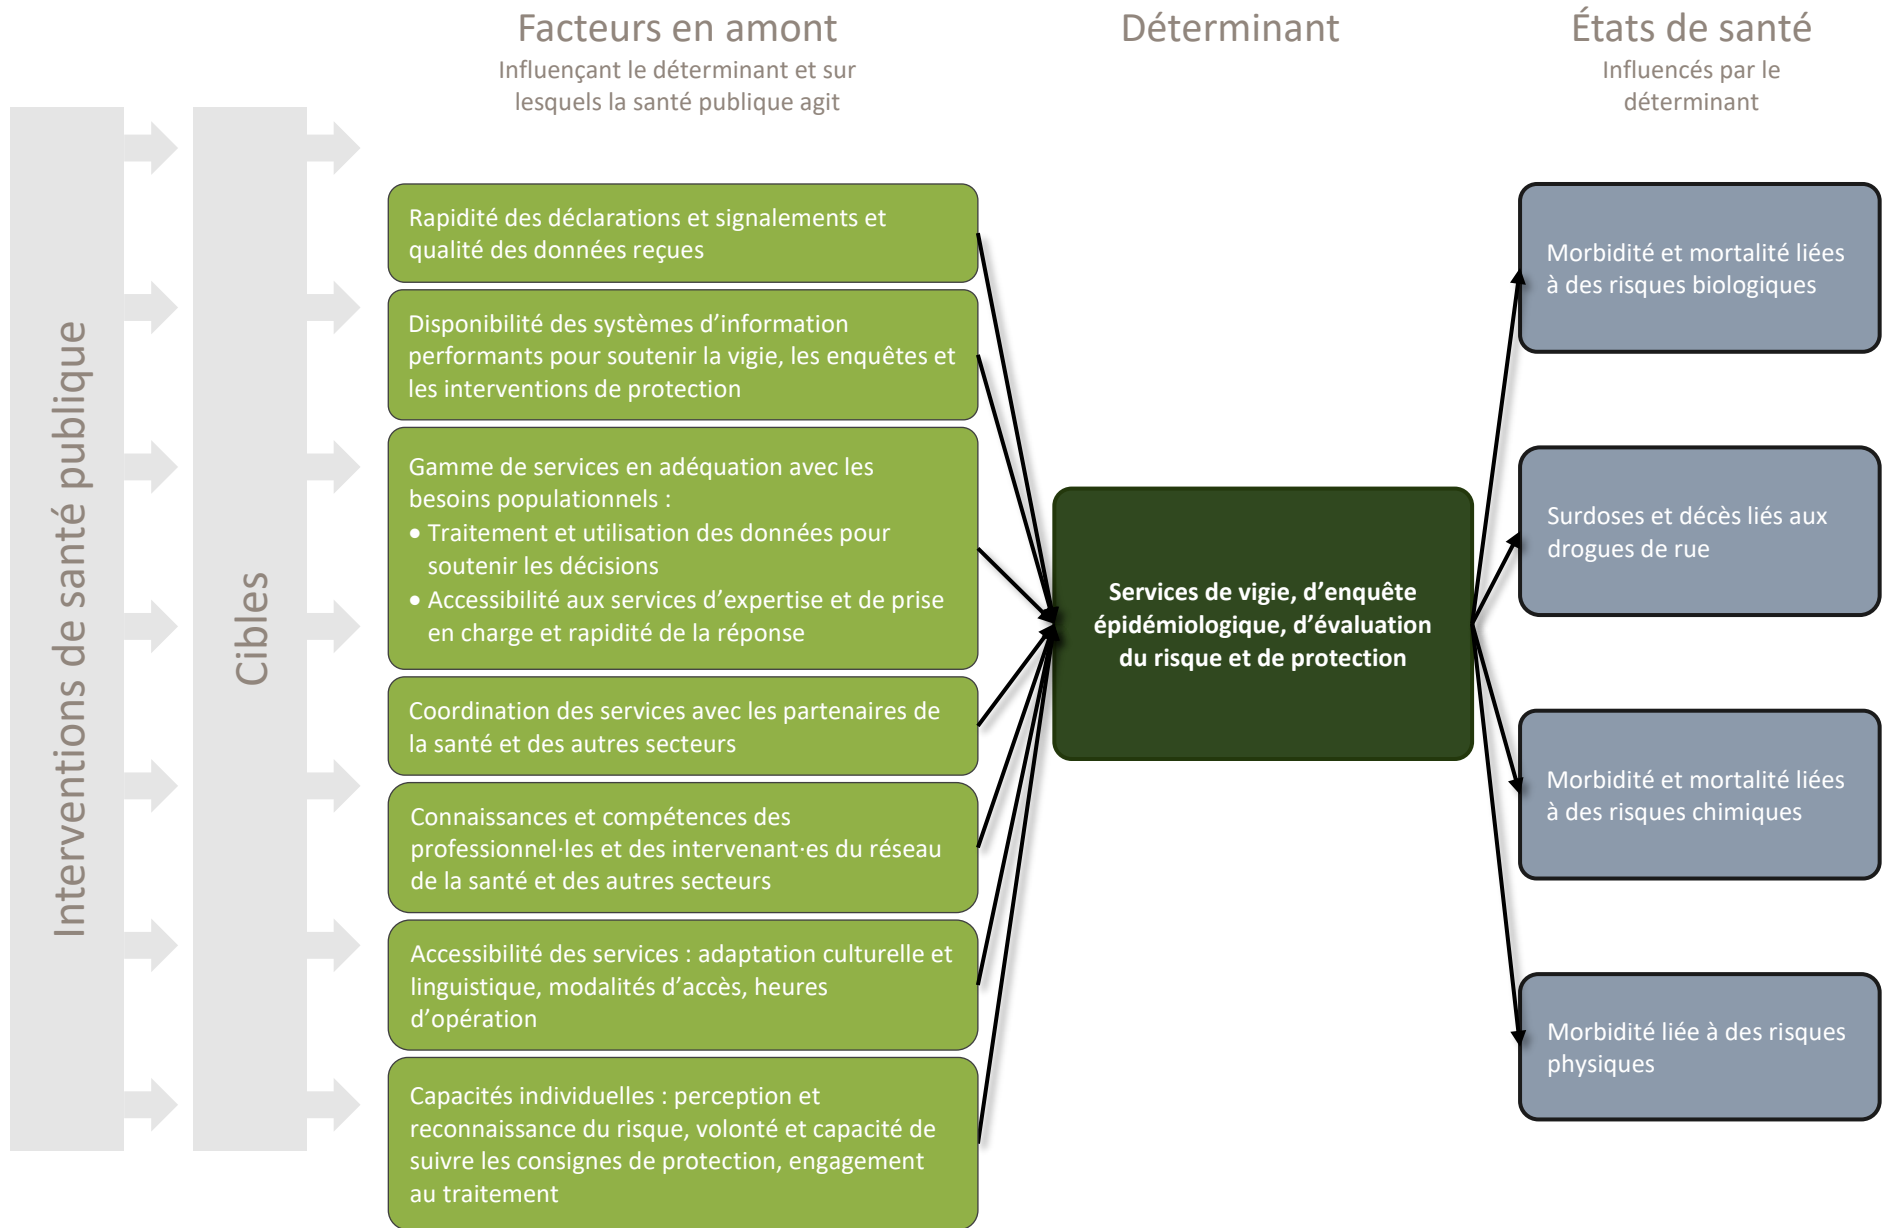 Facteurs en amont
Influençant le déterminant et sur
lesquels la santé publique agit
Déterminant
États de santé
Influencés par le
déterminant
Interventions de santé publique
Cibles
Rapidité des déclarations et signalements et
qualité des données reçues
Disponibilité des systèmes d’information
performants pour soutenir la vigie, les enquêtes et
les interventions de protection
Gamme de services en adéquation avec les
besoins populationnels :
• Traitement et utilisation des données pour
soutenir les décisions
• Accessibilité aux services d’expertise et de prise
en charge et rapidité de la réponse
Coordination des services avec les partenaires de
la santé et des autres secteurs
Connaissances et compétences des
professionnel·les et des intervenant·es du réseau
de la santé et des autres secteurs
Accessibilité des services : adaptation culturelle et
linguistique, modalités d’accès, heures
d’opération
Capacités individuelles : perception et
reconnaissance du risque, volonté et capacité de
suivre les consignes de protection, engagement
au traitement
Services de vigie, d’enquête
épidémiologique, d’évaluation
du risque et de protection
Morbidité et mortalité liées
à des risques biologiques
Surdoses et décès liés aux
drogues de rue
Morbidité et mortalité liées
à des risques chimiques
Morbidité liée à des risques
physiques